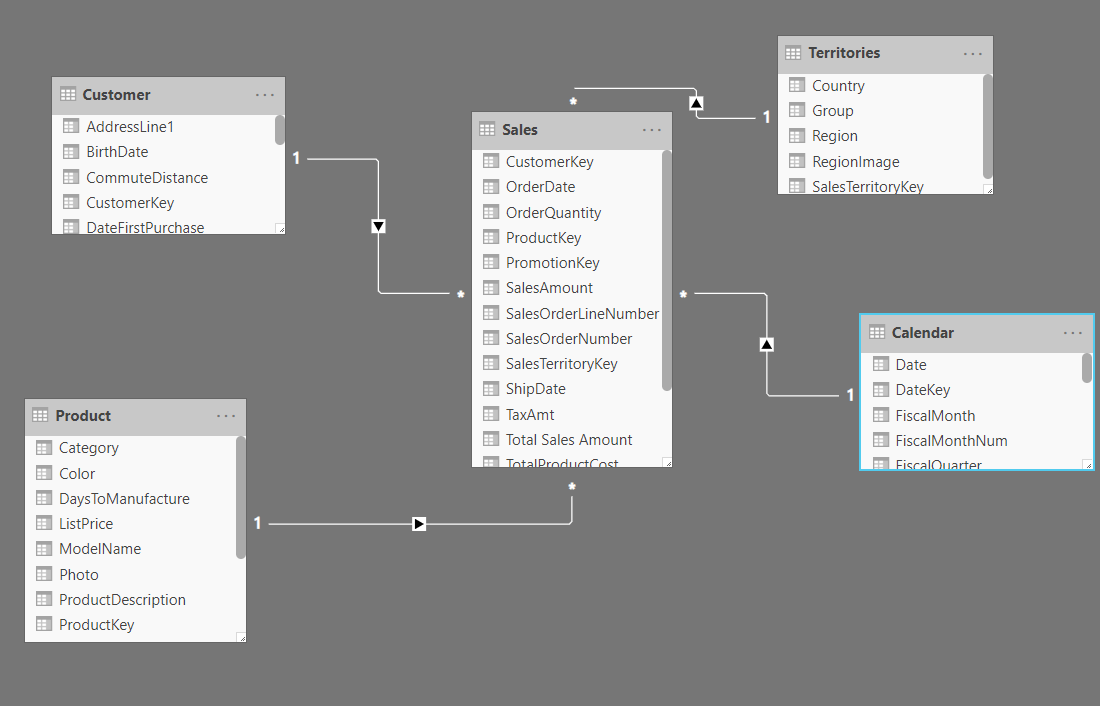 Customer ...
AddressLine1
BirthDate
CommuteDistance
CustomerKey
DateFirstPurchase
1
*
Sales ...
CustomerKey
OrderDate
OrderQuantity
ProductKey
PromotionKey
SalesAmount
SalesOrderLineNumber
SalesOrderNumber
SalesTerritoryKey
ShipDate
TaxAmt
Total Sales Amount
TotalProductCost
*
1
Territories ...
Country
Group
Region
RegionImage
SalesTerritoryKey
*
1
Calendar ...
Date
DateKey
FiscalMonth
FiscalMonthNum
FiscalQuarter
Product ...
Category
Color
DaysToManufacture
ListPrice
ModelName
Photo
ProductDescription
ProductKey
1
*